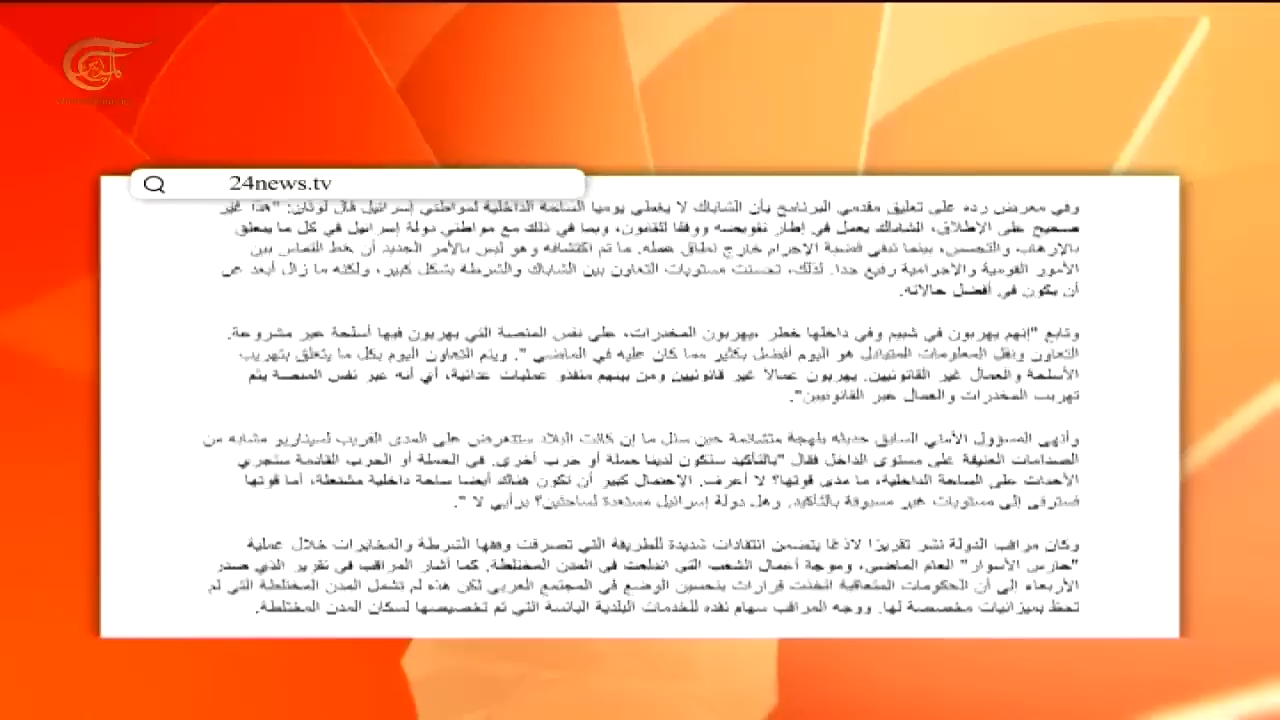 الميادين
24news.tv
وفي معرض رده على تعليق مقدمي البرنامج بأن الشاباك لا يغطي يوميا الساحة الداخلية لمواطني إسرائيل قال لوتان: "هذا غير
صحيح على الإطلاق، الشاباك يعمل في إطار تفويضه ووفقا للقانون، وبما في ذلك مع مواطني دولة إسرائيل في كل ما يتعلق
بالإرهاب والتجسس، بينما تبقى قضية الإجرام خارج نطاق عمله. ما تم اكتشافه وهو ليس بالأمر الجديد أن خط التماس بين
الأمور القومية والإجرامية رفيع جدا. لذلك، تحسنت مستويات التعاون بين الشاباك والشرطة بشكل كبير، ولكنه ما زال أبعد عن
أن يكون في أفضل حالاته.
وتابع "إنهم يهربون في شبيم وفي داخلها خطر ،يهربون المخدرات، على نفس المنصة التي يهربون فيها أسلحة غير مشروعة.
التعاون ونقل المعلومات المتبادل هو اليوم أفضل بكثير مما كان عليه في الماضي ". ويتم التعاون اليوم بكل ما يتعلق بتهريب
الأسلحة والعمال غير القانونيين. يهربون عمالاً غير قانونيين ومن بينهم منفذو عمليات عدائية، أي أنه عبر نفس المنصة يتم
تهريب المخدرات والعمال غير القانونيين".
وأنهى المسؤول الأمني السابق حديثه بلهجة متشائمة حين سئل ما إن كانت البلاد ستتعرض على المدى القريب لسيناريو مشابه من
الصدامات العنيفة على مستوى الداخل فقال "بالتأكيد ستكون لدينا حملة أو حرب أخرى. في الحملة أو الحرب القائمة ستجري
الأحداث على الساحة الداخلية، ما مدى قوتها؟ لا أعرف. الاحتمال كبير أن تكون هناك أيضا ساحة داخلية مشتعلة، أما قوتها
فسترقى إلى مستويات غير مسبوقة بالتأكيد. وهل دولة إسرائيل مستعدة لساحتين؟ برأيي لا ".
وكان مراقب الدولة نشر تقريرًا لاذعًا يتضمن انتقادات شديدة للطريقة التي تصرفت وفقها الشرطة والمخابرات خلال عملية
"حارس الأسوار" العام الماضي، وموجة أعمال الشغب التي اندلعت في المدن المختلطة. كما أشار المراقب في تقرير الذي صدر
الأربعاء إلى أن الحكومات المتعاقبة اتخذت قرارات بتحسين الوضع في المجتمع العربي لكن هذه لم تشمل المدن المختلطة التي لم
تحظ بميزانيات مخصصة لها. ووجه المراقب سهام نقده للخدمات البلدية البائسة التي تم تخصيصها لسكان المدن المختلطة.